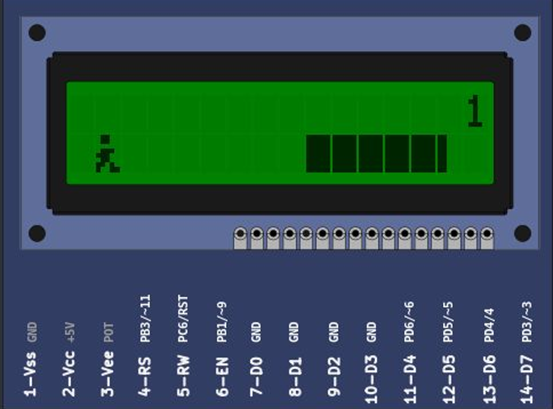 1
1-Vss GND
2-Vcc +5V
3-Vee POT
4-RS PB3/~11
5-RW PC6/RST
6-EN PB1/~9
7-D0 GND
8-D1 GND
9-D2 GND
10-D3 GND
11-D4 PD6/~6
12-D5 PD5/~5
13-D6 PD4/4
14-D7 PD3/~3